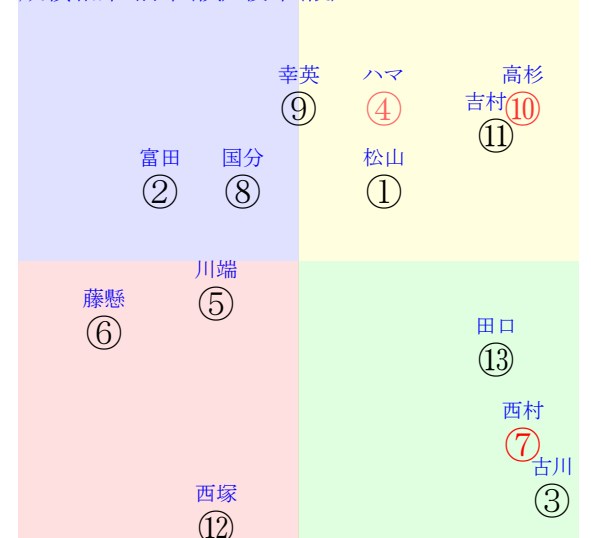 幸英
⑨
ハマ
④
高杉
⑩
吉村
⑪
富田
②
国分
⑧
松山
①
川端
⑤
藤懸
⑥
田口
⑬
西村
⑦
古川
③
西塚
⑫